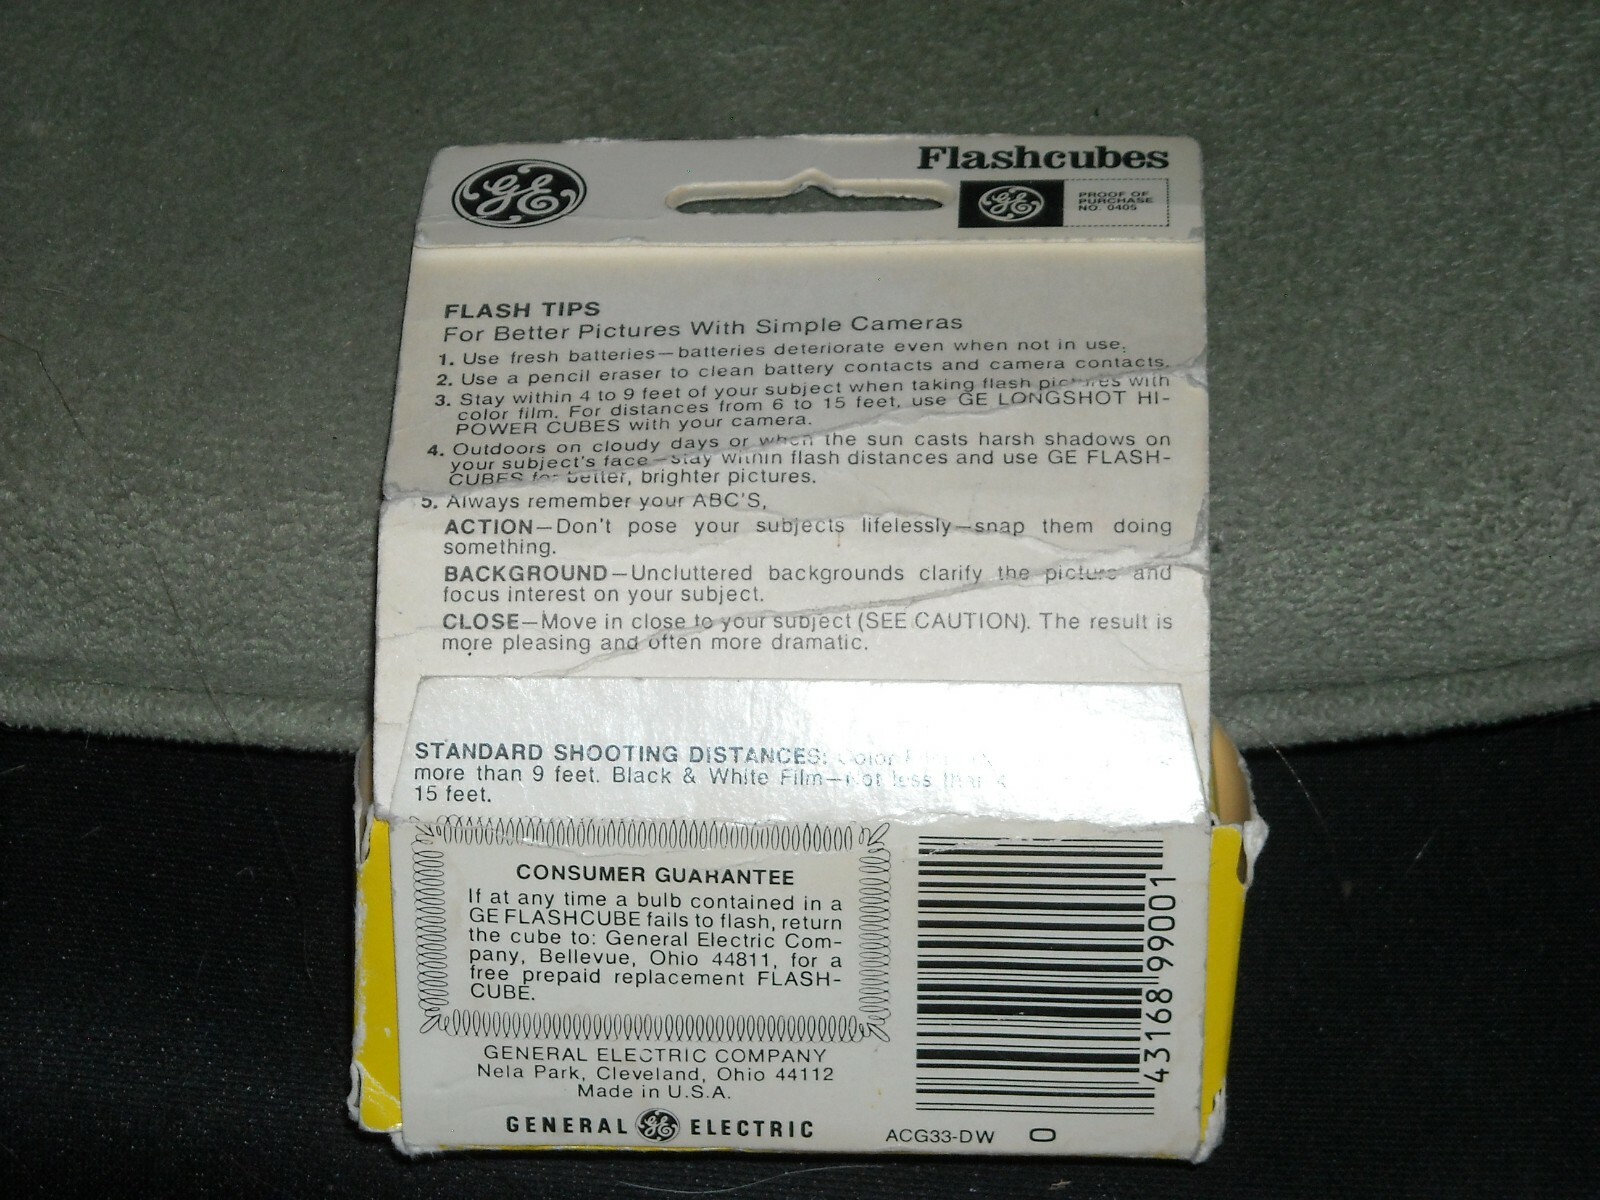 GE
Flashcubes
GE
PROOF OF
PURCHASE
NO. 0405
FLASH TIPS
For Better Pictures With Simple Cameras
1. Use fresh batteries—batteries deteriorate even when not in use.
2. Use a pencil eraser to clean battery contacts and camera contacts.
3. Stay within 4 to 9 feet of your subject when taking flash pictures with
color film. For distances from 6 to 15 feet, use GE LONGSHOT HI-
POWER CUBES with your camera.
4. Outdoors on cloudy days or when the sun casts harsh shadows on
your subject's face—stay within flash distances and use GE FLASH-
CUBES for better, brighter pictures.
5. Always remember your ABC'S,
ACTION—Don't pose your subjects lifelessly—snap them doing
something.
BACKGROUND—Uncluttered backgrounds clarify the picture and
focus interest on your subject.
CLOSE—Move in close to your subject (SEE CAUTION). The result is
more pleasing and often more dramatic.
STANDARD SHOOTING DISTANCES: Color
more than 9 feet. Black & White Film—Not less than
15 feet.
CONSUMER GUARANTEE
If at any time a bulb contained in a
GE FLASHCUBE fails to flash, return
the cube to: General Electric Com-
pany, Bellevue, Ohio 44811, for a
free prepaid replacement FLASH-
CUBE.
GENERAL ELECTRIC COMPANY
Nela Park, Cleveland, Ohio 44112
Made in U.S.A.
GENERAL GE ELECTRIC
43168 99001
ACG33-DW 0